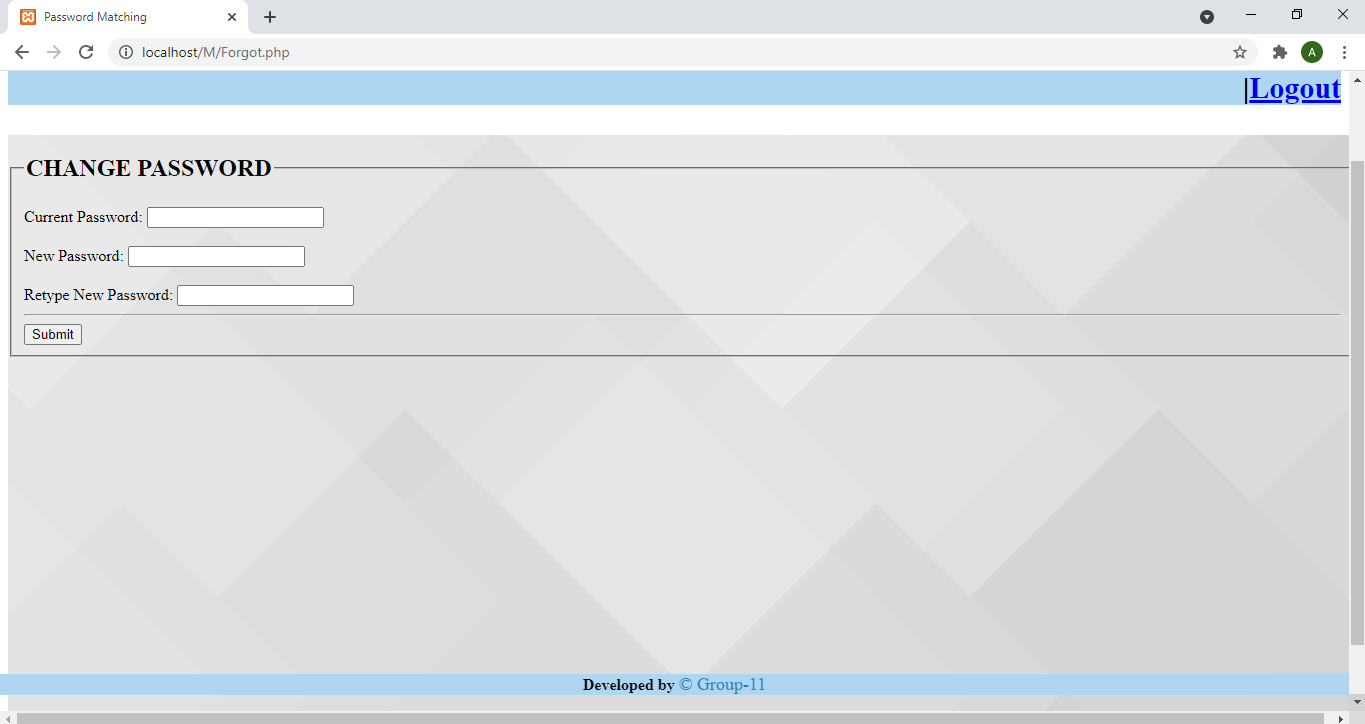 Password Matching
localhost/M/Forgot.php
A
|Logout
CHANGE PASSWORD
Current Password:
New Password:
Retype New Password:
Submit
Developed by © Group-11